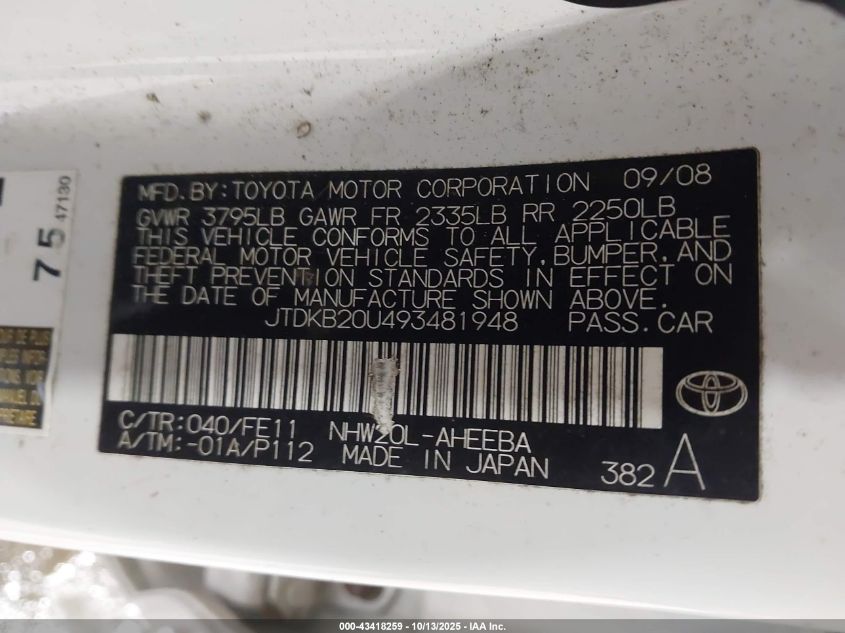 MFD. BY: TOYOTA MOTOR CORPORATION 09/08
GVWR 3795LB GAWR FR 2335LB RR 2250LB
THIS VEHICLE CONFORMS TO ALL APPLICABLE
FEDERAL MOTOR VEHICLE SAFETY, BUMPER, AND
THEFT PREVENTION STANDARDS IN EFFECT ON
THE DATE OF MANUFACTURE SHOWN ABOVE.
JTDKB20U493481948 PASS. CAR
C/TR: 040/FE11 NHW20L-AHEEBA
A/TM: -01A/P112 MADE IN JAPAN 382 A
75
47130
000-43418259 - 10/13/2025 - IAA Inc.